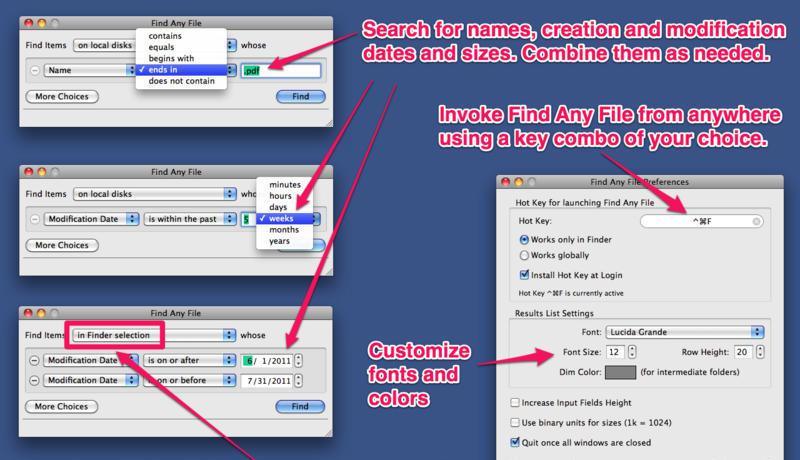 Find Any File
contains
equals
begins with
✓ ends in
does not contain
Find Items on local disks whose
Name .pdf
More Choices Find
Search for names, creation and modification
dates and sizes. Combine them as needed.
Invoke Find Any File from anywhere
using a key combo of your choice.
Find Any File
Find Items on local disks
Modification Date is within the past 5
minutes
hours
days
✓ weeks
months
years
More Choices
Find Any File
Find Items in Finder selection whose
Modification Date is on or after 6/ 1/2011
Modification Date is on or before 7/31/2011
More Choices Find
Customize
fonts and
colors
Find Any File Preferences
Hot Key for launching Find Any File
Hot Key: ^⌘F
Works only in Finder
Works globally
Install Hot Key at Login
Hot Key ^⌘F is currently active
Results List Settings
Font: Lucida Grande
Font Size: 12 Row Height: 20
Dim Color: (for intermediate folders)
Increase Input Fields Height
Use binary units for sizes (1k = 1024)
Quit once all windows are closed